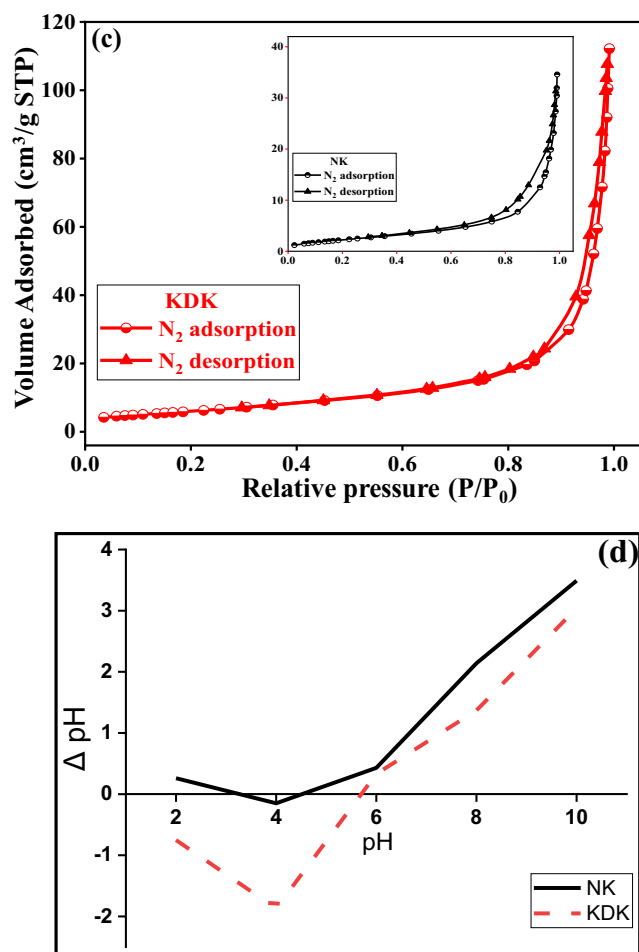 (c)
Volume Adsorbed (cm³/g STP)
120
100
80
60
40
20
0
40
30
20
10
0
NK
N₂ adsorption
N₂ desorption
0.0 0.2 0.4 0.6 0.8 1.0
KDK
N₂ adsorption
N₂ desorption
0.0 0.2 0.4 0.6 0.8 1.0
Relative pressure (P/P₀)
(d)
Δ pH
4
3
2
1
0
-1
-2
2 4 6 8 10
pH
NK
KDK